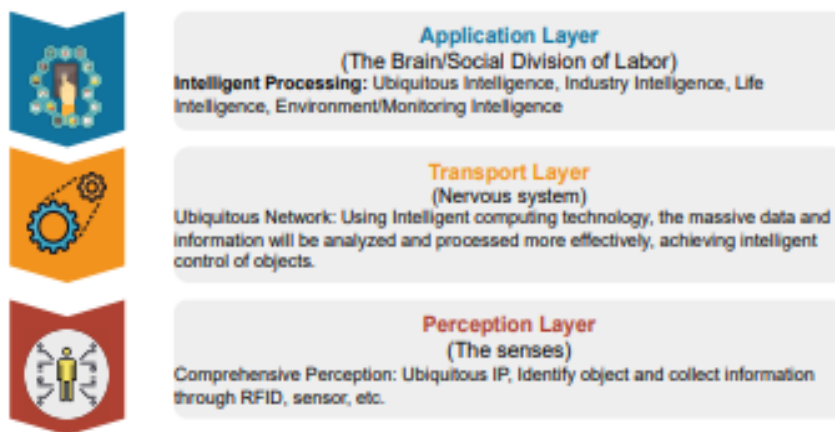 Application Layer
(The Brain/Social Division of Labor)
Intelligent Processing: Ubiquitous Intelligence, Industry Intelligence, Life
Intelligence, Environment/Monitoring Intelligence
Transport Layer
(Nervous system)
Ubiquitous Network: Using Intelligent computing technology, the massive data and
information will be analyzed and processed more effectively, achieving intelligent
control of objects.
Perception Layer
(The senses)
Comprehensive Perception: Ubiquitous IP, Identify object and collect information
through RFID, sensor, etc.